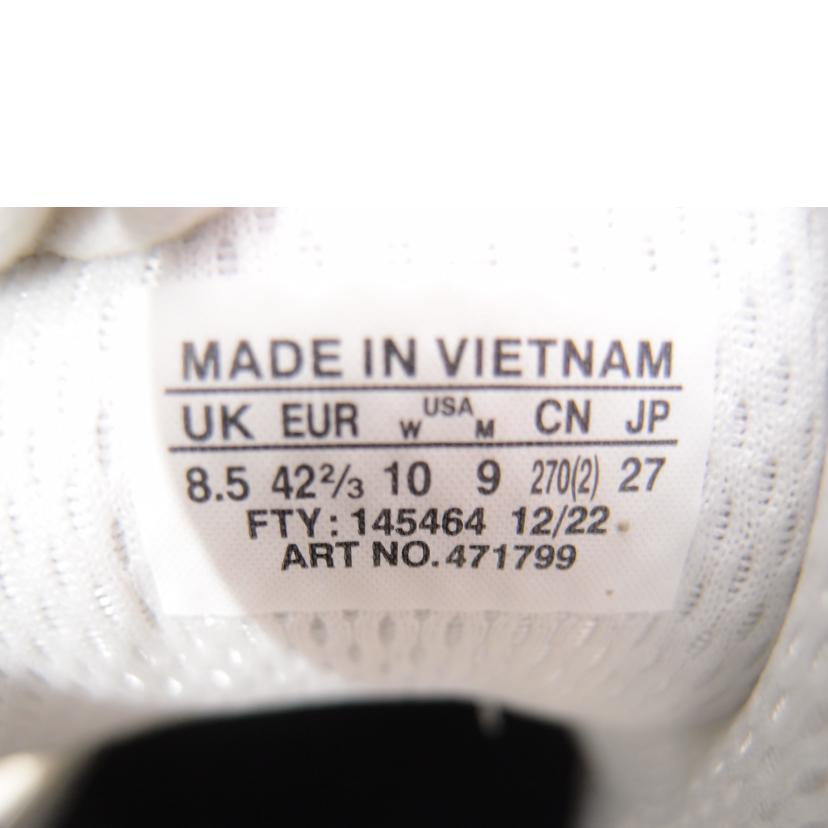 MADE IN VIETNAM
UK EUR W USA M CN JP
8.5 42⅔ 10 9 270(2) 27
FTY: 145464 12/22
ART NO. 471799